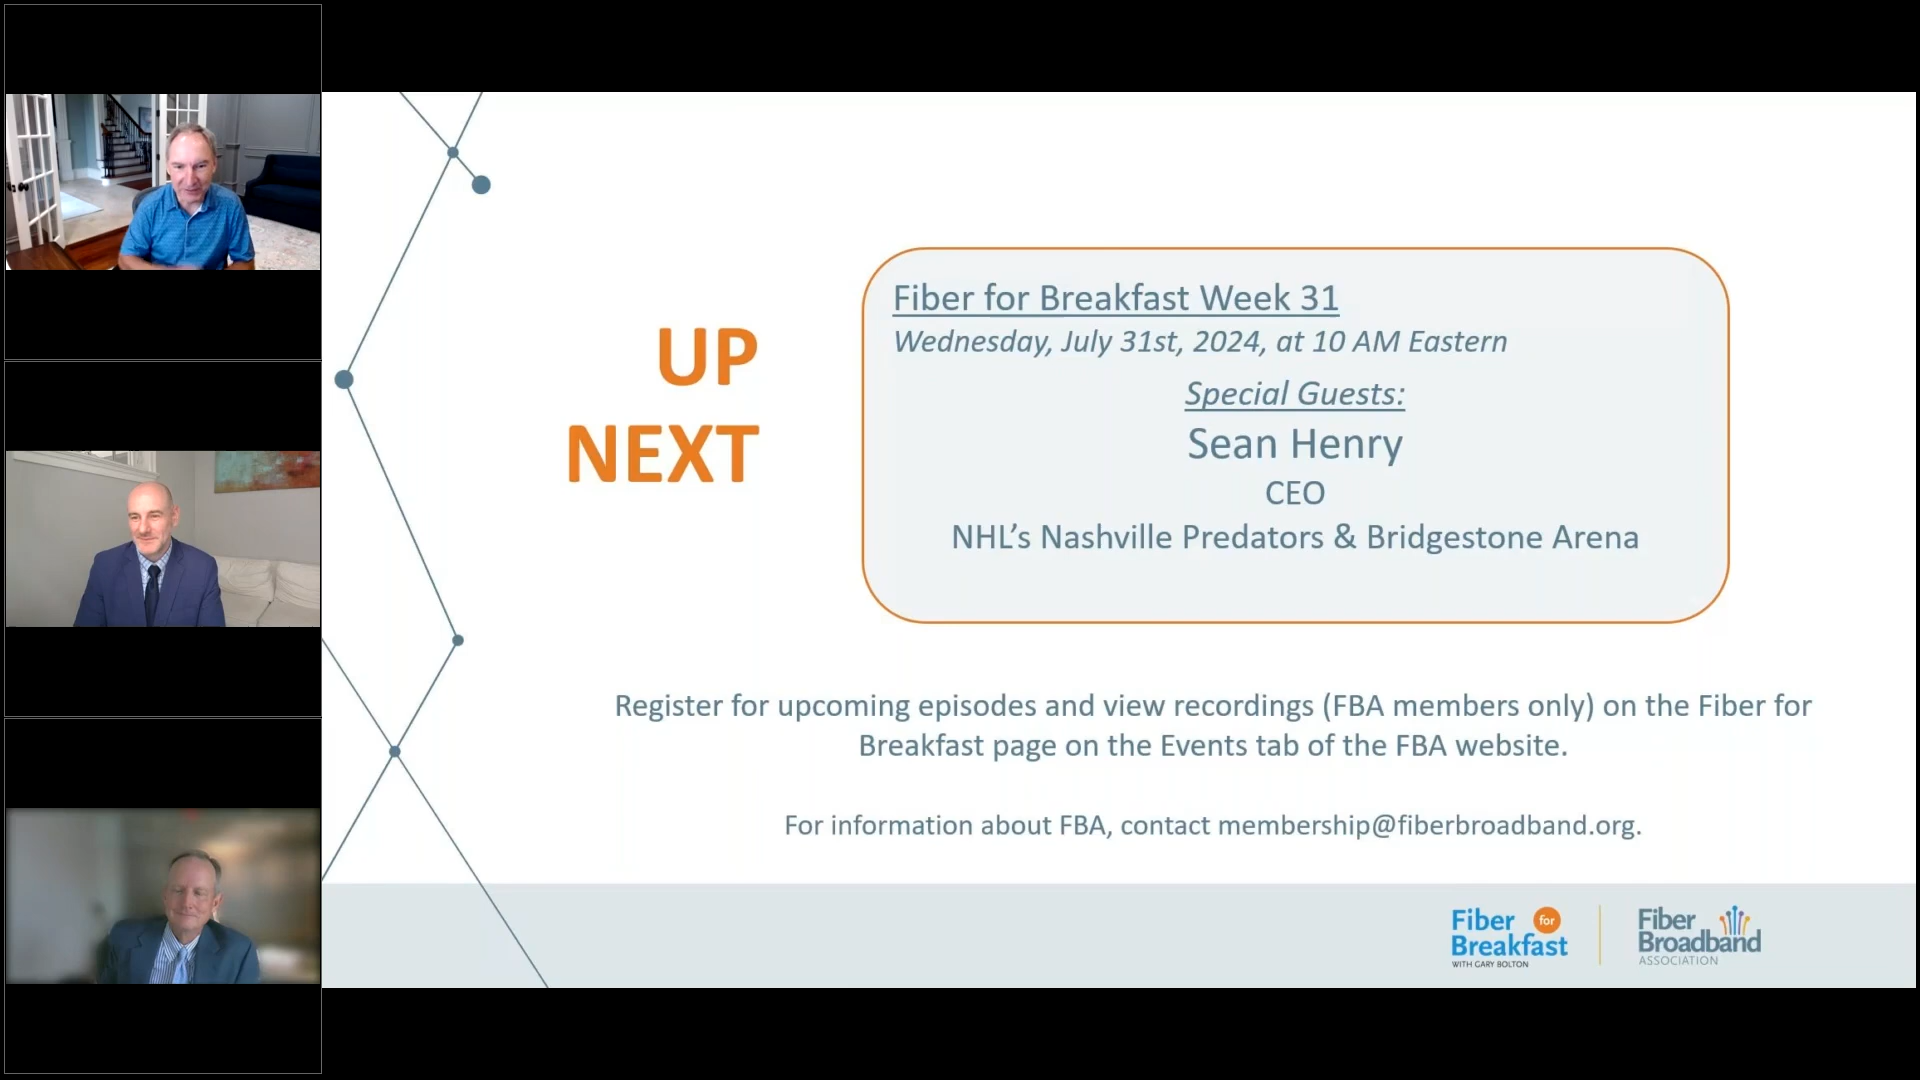 UP
NEXT
Fiber for Breakfast Week 31
Wednesday, July 31st, 2024, at 10 AM Eastern
Special Guests:
Sean Henry
CEO
NHL’s Nashville Predators & Bridgestone Arena
Register for upcoming episodes and view recordings (FBA members only) on the Fiber for
Breakfast page on the Events tab of the FBA website.
For information about FBA, contact membership@fiberbroadband.org.
Fiber for
Breakfast
WITH GARY BOLTON
Fiber
Broadband
ASSOCIATION